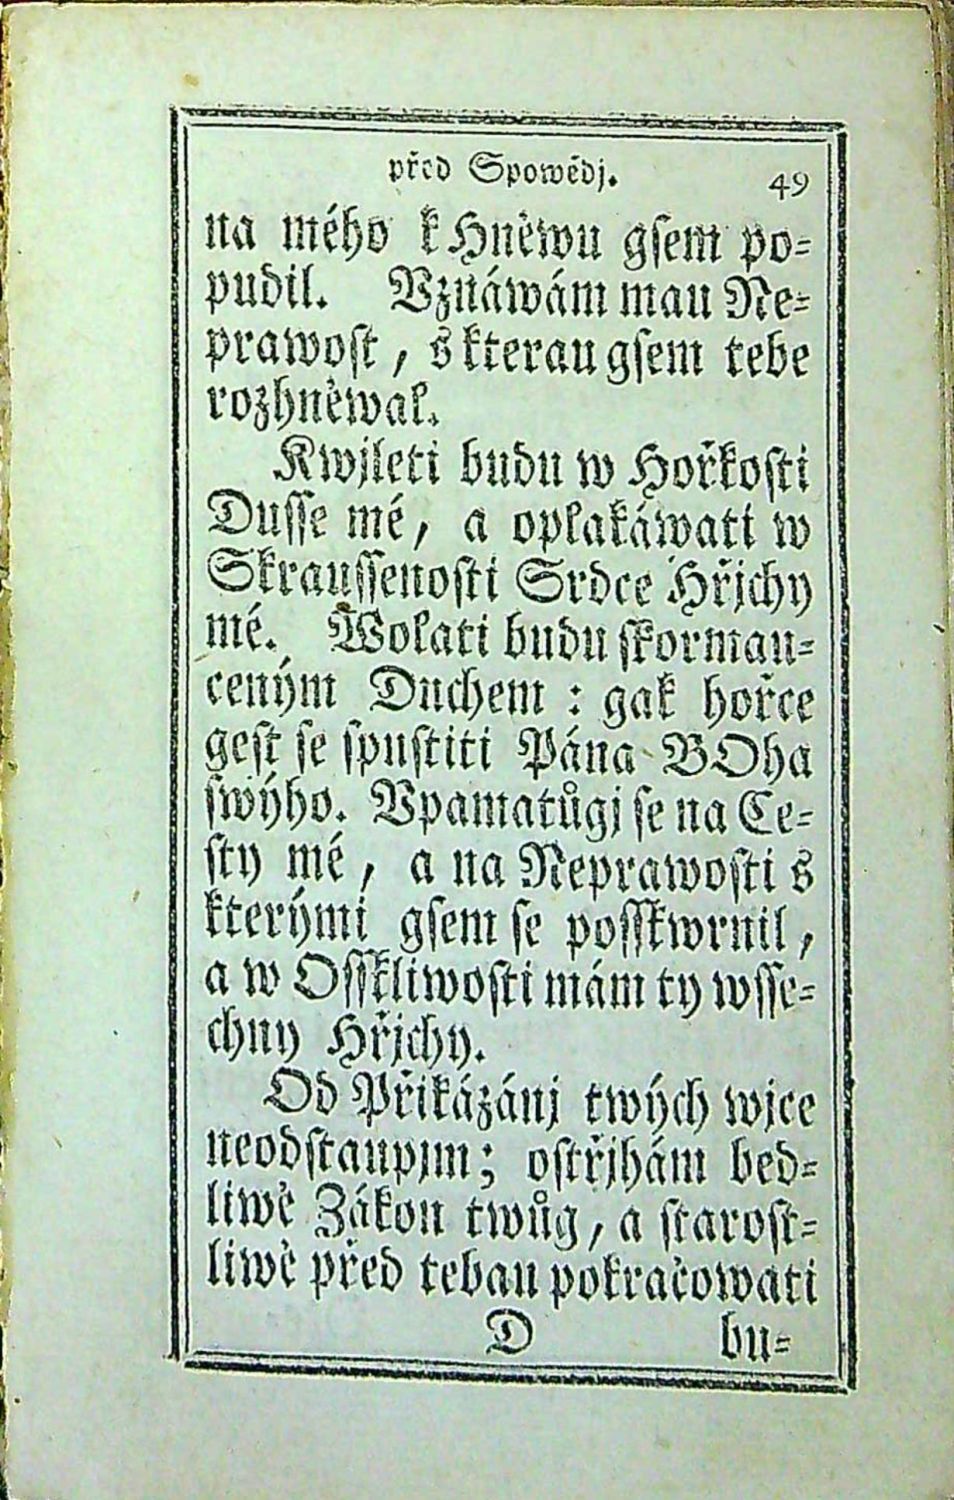 před Spowědj. 49
na mého k Hněwu gsem po=
pudil. Vznáwám mau Ne=
prawost, s kterau gsem tebe
rozhněwal.
Kwjleti budu w Hořkosti
Dusse mé, a oplakáwati w
Skraussenosti Srdce Hřjchy
mé. Wolati budu skormau=
ceným Duchem : gak hořce
gest se spustiti Pána BOha
swýho. Vpamatůgj se na Ce=
sty mé, a na Neprawosti s
kterými gsem se posskwrnil,
a w Osskliwosti mám ty wsse=
chny Hřjchy.
Od Přikázánj twých wjce
neodstaupjm; ostřjhám bed=
liwě Zákon twůg, a starost=
liwě před tebau pokračowati
D bu=